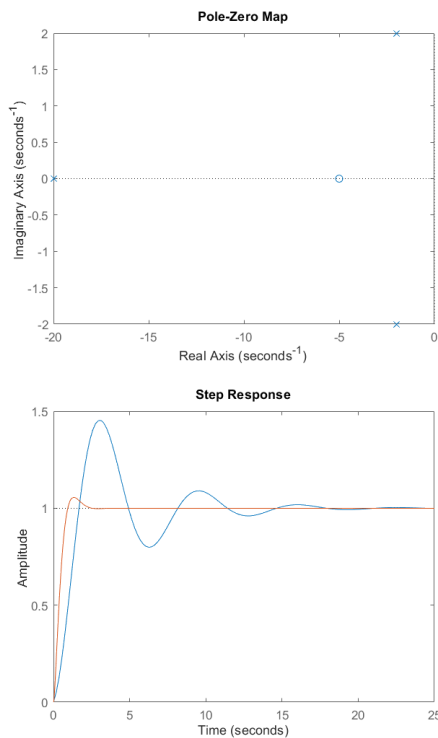 Pole-Zero Map
2
1.5
1
0.5
0
-0.5
-1
-1.5
-2
-20 -15 -10 -5 0
Imaginary Axis (seconds⁻¹)
Real Axis (seconds⁻¹)
Step Response
1.5
1
0.5
0
0 5 10 15 20 25
Amplitude
Time (seconds)